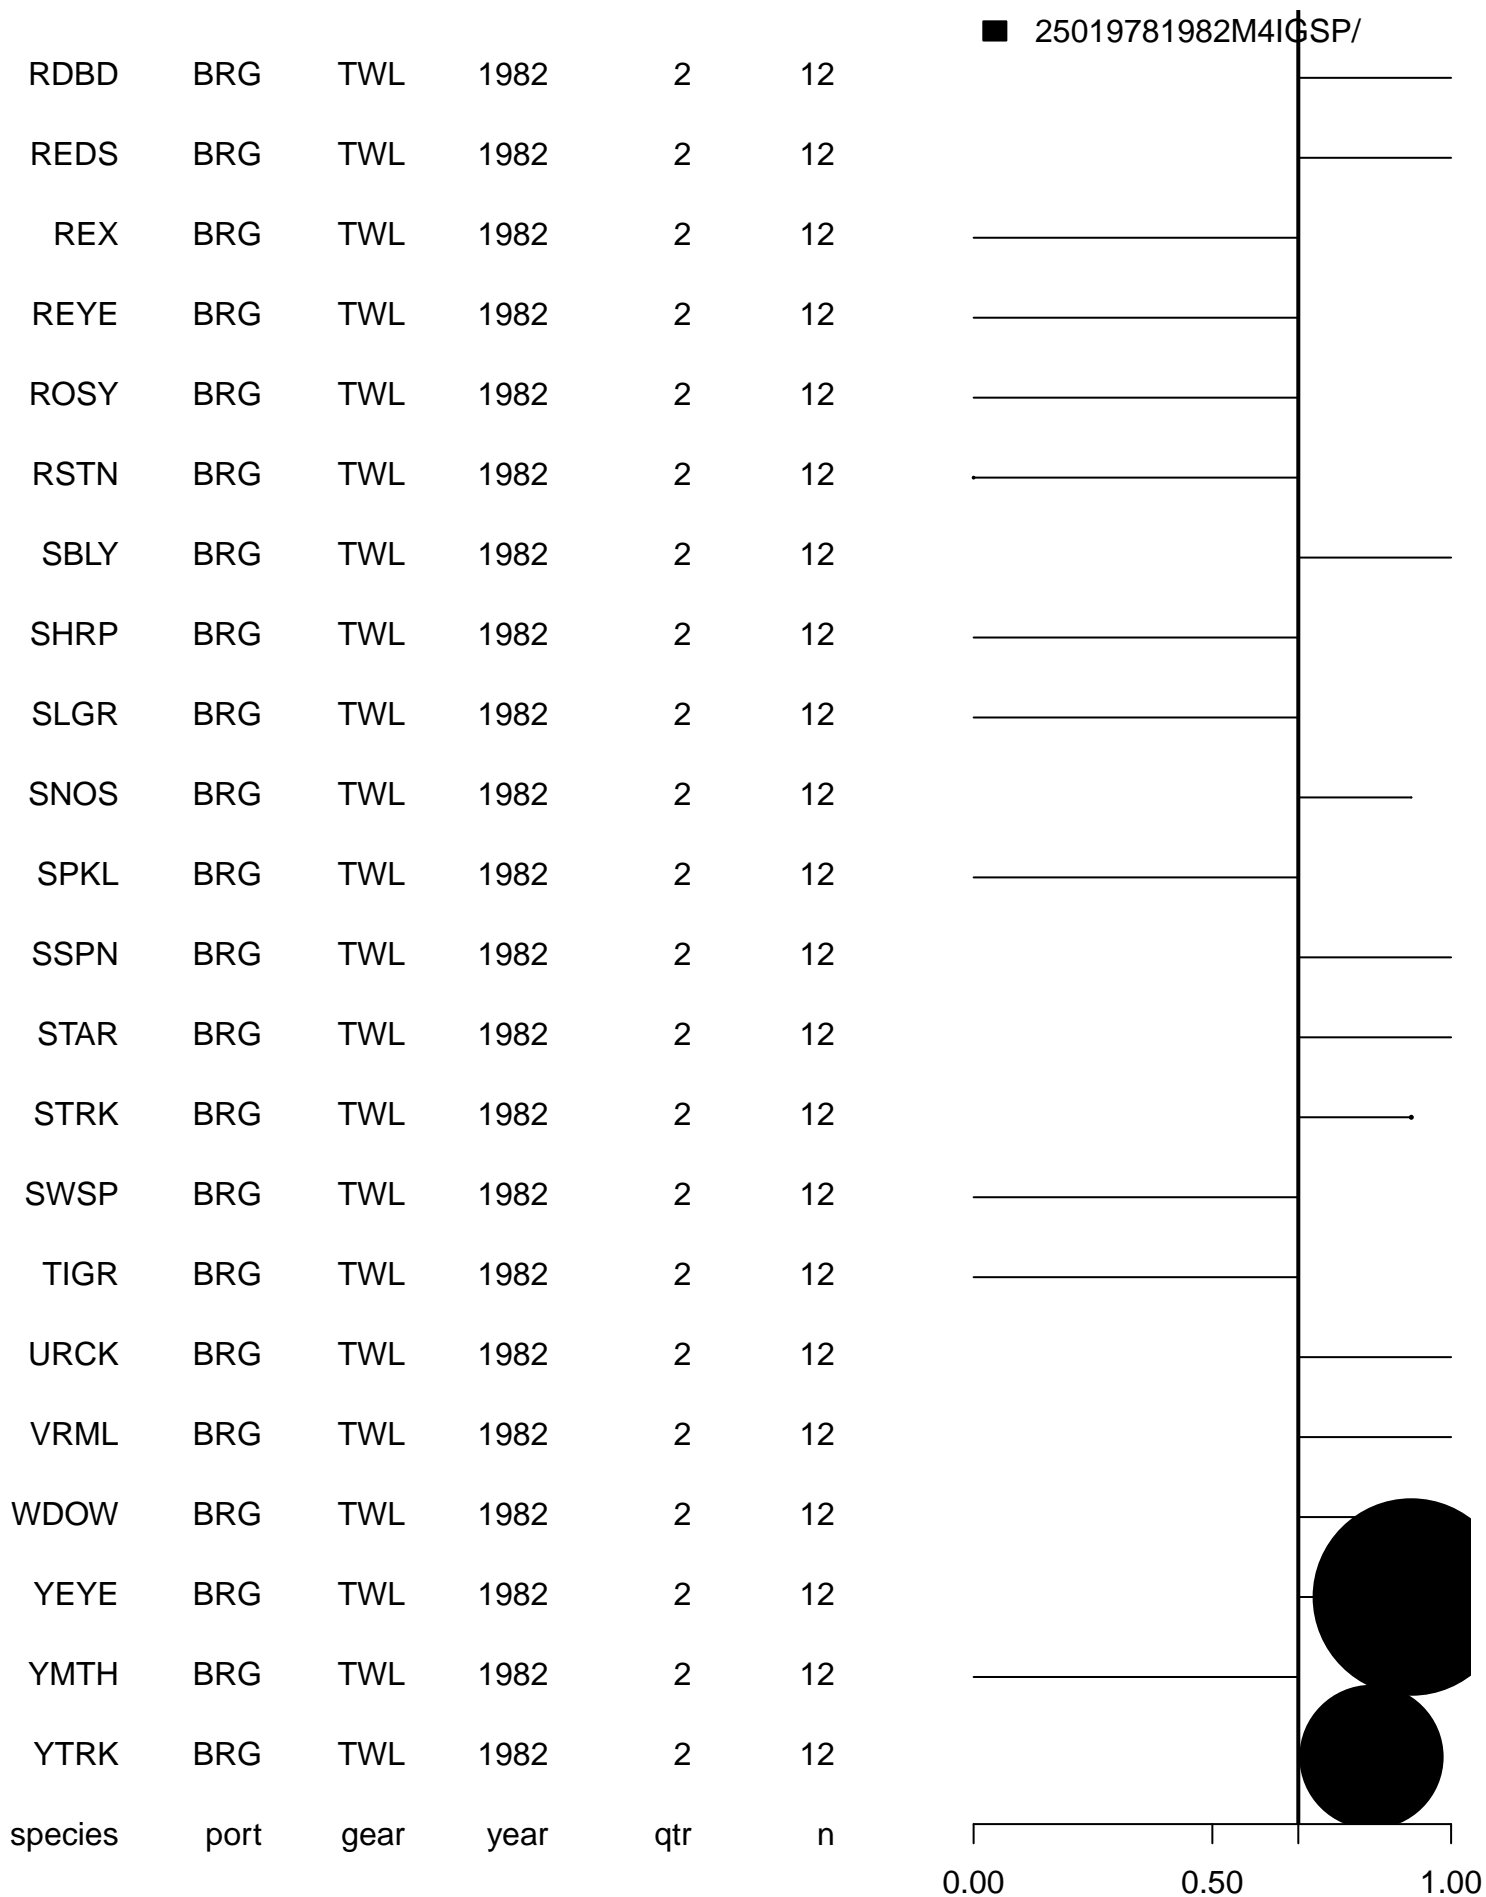 25019781982M4IGSP/
RDBD BRG TWL 1982 2 12
REDS BRG TWL 1982 2 12
REX BRG TWL 1982 2 12
REYE BRG TWL 1982 2 12
ROSY BRG TWL 1982 2 12
RSTN BRG TWL 1982 2 12
SBLY BRG TWL 1982 2 12
SHRP BRG TWL 1982 2 12
SLGR BRG TWL 1982 2 12
SNOS BRG TWL 1982 2 12
SPKL BRG TWL 1982 2 12
SSPN BRG TWL 1982 2 12
STAR BRG TWL 1982 2 12
STRK BRG TWL 1982 2 12
SWSP BRG TWL 1982 2 12
TIGR BRG TWL 1982 2 12
URCK BRG TWL 1982 2 12
VRML BRG TWL 1982 2 12
WDOW BRG TWL 1982 2 12
YEYE BRG TWL 1982 2 12
YMTH BRG TWL 1982 2 12
YTRK BRG TWL 1982 2 12
species port gear year qtr n
0.00 0.50 1.00